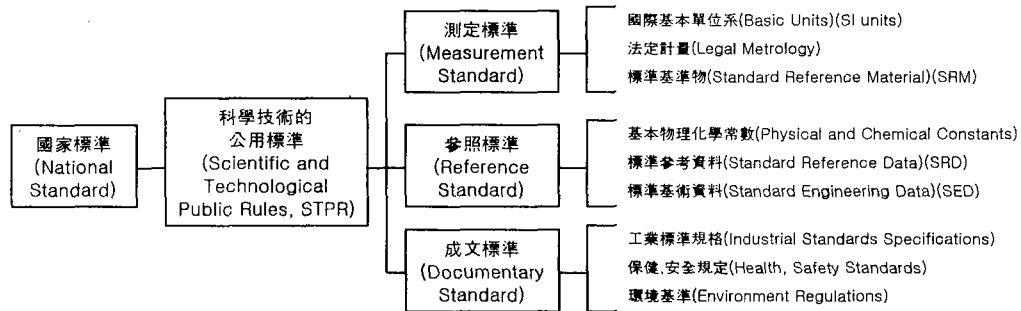 國家標準
(National
Standard)
科學技術的
公用標準
(Scientific and
Technological
Public Rules, STPR)
測定標準
(Measurement
Standard)
國際基本單位系(Basic Units)(SI units)
法定計量(Legal Metrology)
標準基準物(Standard Reference Material)(SRM)
參照標準
(Reference
Standard)
基本物理化學常數(Physical and Chemical Constants)
標準參考資料(Standard Reference Data)(SRD)
標準基術資料(Standard Engineering Data)(SED)
成文標準
(Documentary
Standard)
工業標準規格(Industrial Standards Specifications)
保健,安全規定(Health, Safety Standards)
環境基準(Environment Regulations)